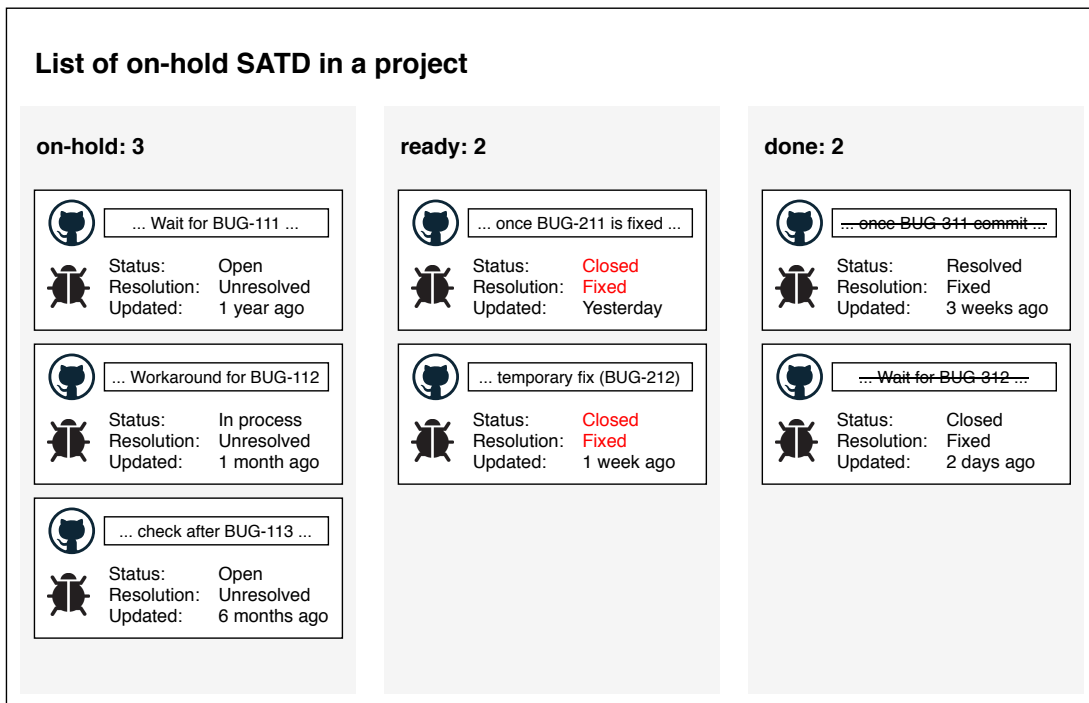 List of on-hold SATD in a project
on-hold: 3
... Wait for BUG-111 ...
Status: Open
Resolution: Unresolved
Updated: 1 year ago
... Workaround for BUG-112
Status: In process
Resolution: Unresolved
Updated: 1 month ago
... check after BUG-113 ...
Status: Open
Resolution: Unresolved
Updated: 6 months ago
ready: 2
... once BUG-211 is fixed ...
Status: Closed
Resolution: Fixed
Updated: Yesterday
... temporary fix (BUG-212)
Status: Closed
Resolution: Fixed
Updated: 1 week ago
done: 2
... once BUG-311 commit ...
Status: Resolved
Resolution: Fixed
Updated: 3 weeks ago
... Wait for BUG-312 ...
Status: Closed
Resolution: Fixed
Updated: 2 days ago